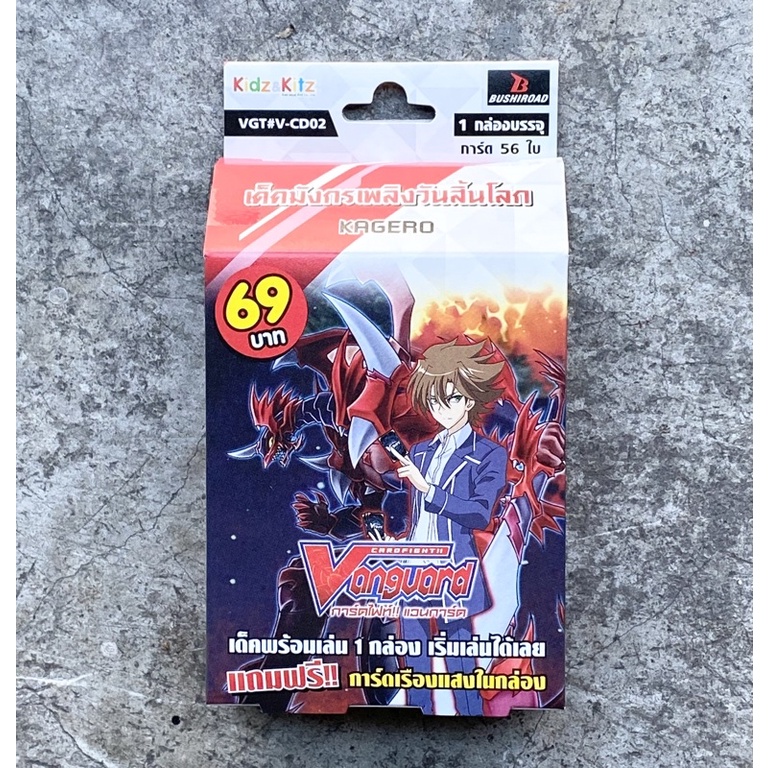 Kidz&Kitz
BUSHIROAD
VGT#V-CD02
1 กล่องบรรจุ
การ์ด 56 ใบ
เด็คมังกรเพลิงวันสิ้นโลก
KAGERO
69
บาท
CARDFIGHT!!
Vanguard
การ์ดไฟท์!! แวนการ์ด
เด็คพร้อมเล่น 1 กล่อง เริ่มเล่นได้เลย
แถมฟรี!! การ์ดเรืองแสงในกล่อง